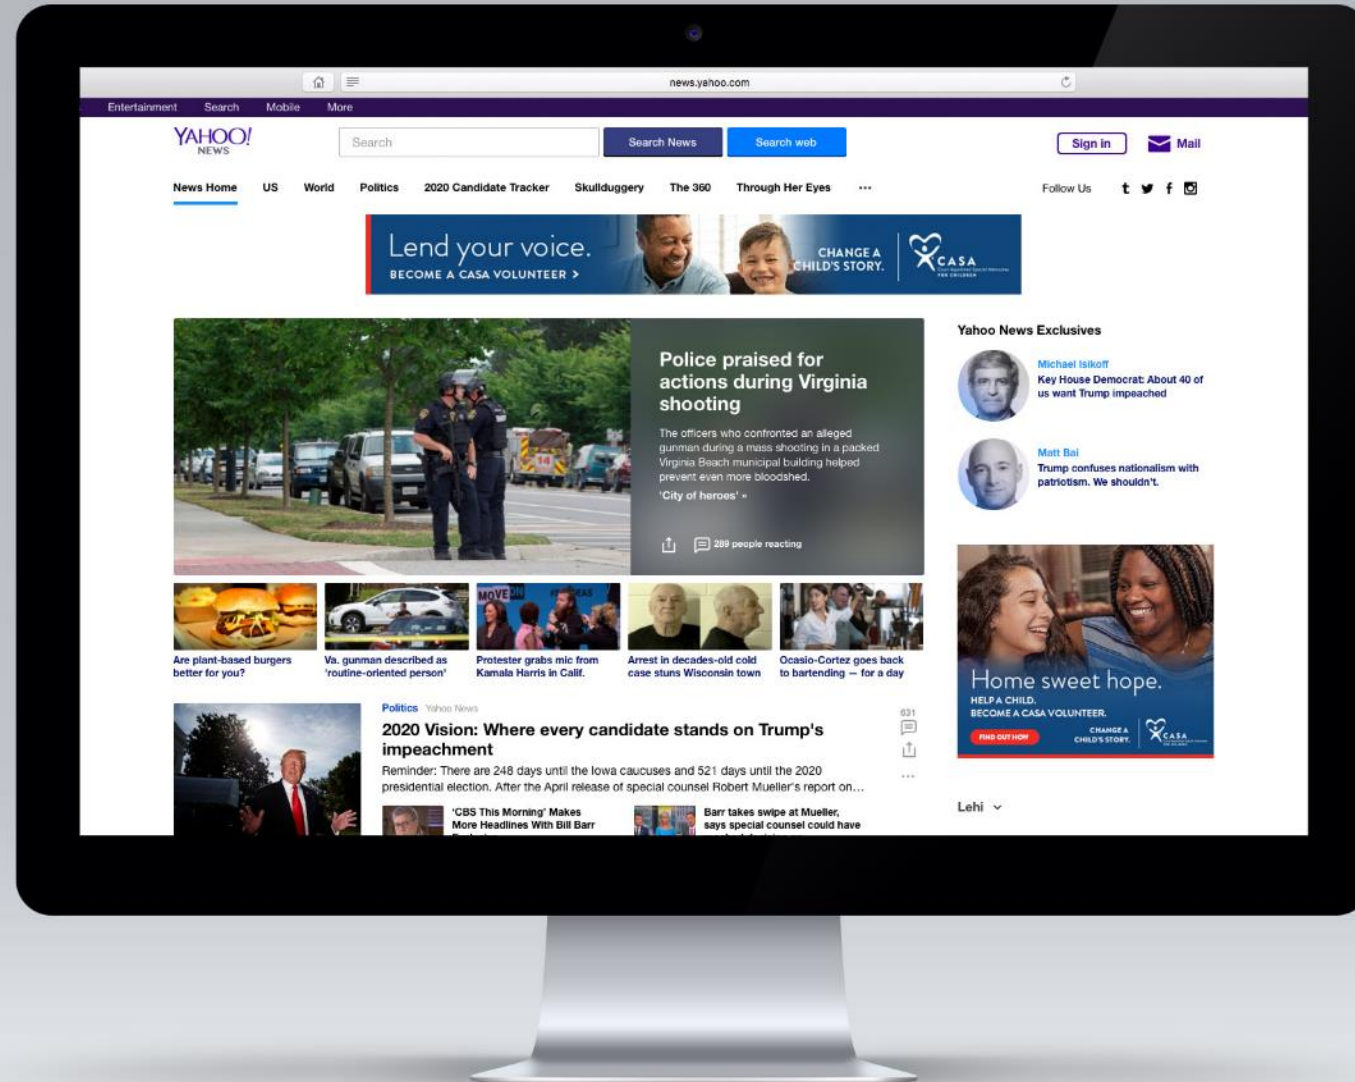 news.yahoo.com
Entertainment Search Mobile More
YAHOO!
NEWS
Search
Search News
Search web
Sign in
Mail
News Home US World Politics 2020 Candidate Tracker Skullduggery The 360 Through Her Eyes ...
Follow Us
Lend your voice.
BECOME A CASA VOLUNTEER >
CHANGE A
CHILD'S STORY.
CASA
FOR CHILDREN
Police praised for
actions during Virginia
shooting
The officers who confronted an alleged
gunman during a mass shooting in a packed
Virginia Beach municipal building helped
prevent even more bloodshed.
'City of heroes' »
289 people reacting
14
Yahoo News Exclusives
Michael Isikoff
Key House Democrat: About 40 of
us want Trump impeached
Matt Bai
Trump confuses nationalism with
patriotism. We shouldn't.
MOVE
Are plant-based burgers
better for you?
Va. gunman described as
'routine-oriented person'
Protester grabs mic from
Kamala Harris in Calif.
Arrest in decades-old cold
case stuns Wisconsin town
Ocasio-Cortez goes back
to bartending — for a day
Home sweet hope.
HELP A CHILD.
BECOME A CASA VOLUNTEER.
FIND OUT HOW
CHANGE A
CHILD'S STORY.
CASA
Politics Yahoo News
2020 Vision: Where every candidate stands on Trump's
impeachment
Reminder: There are 248 days until the Iowa caucuses and 521 days until the 2020
presidential election. After the April release of special counsel Robert Mueller's report on...
631
'CBS This Morning' Makes
More Headlines With Bill Barr
Barr takes swipe at Mueller,
says special counsel could have
Lehi